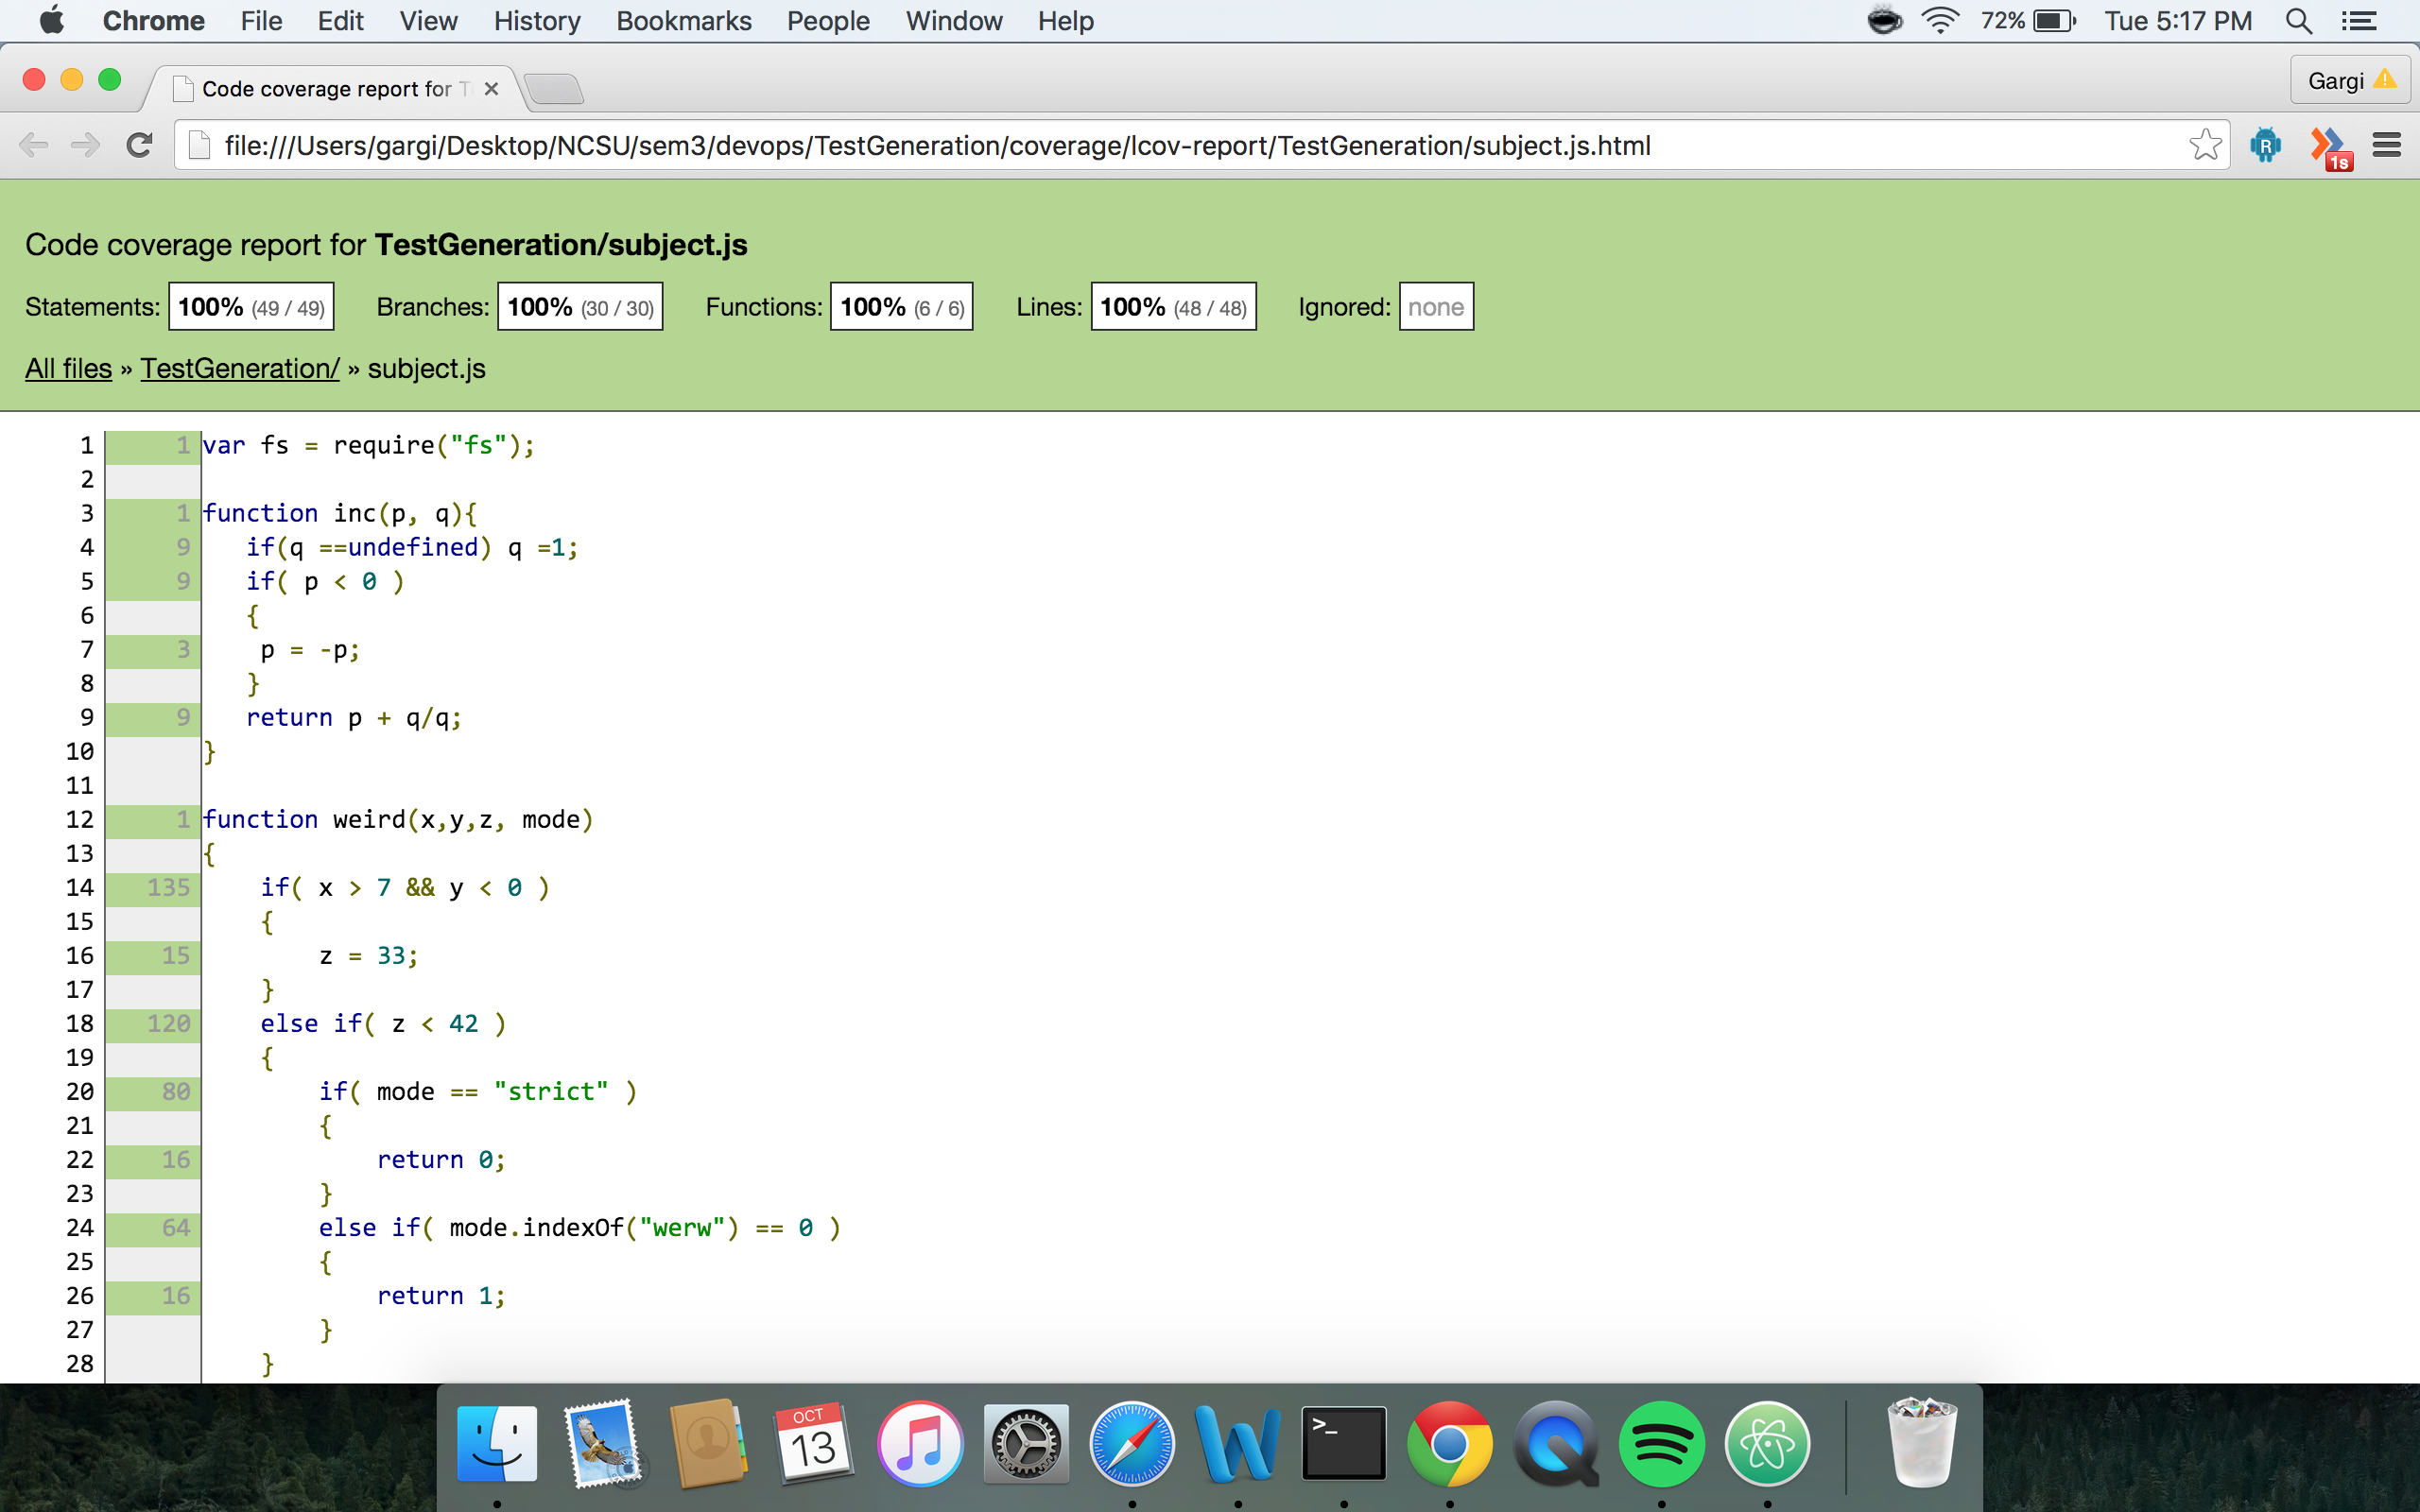 Chrome File Edit View History Bookmarks People Window Help 72% Tue 5:17 PM
Code coverage report for T Gargi
file:///Users/gargi/Desktop/NCSU/sem3/devops/TestGeneration/coverage/lcov-report/TestGeneration/subject.js.html R 1s
Code coverage report for TestGeneration/subject.js
Statements: 100% (49 / 49) Branches: 100% (30 / 30) Functions: 100% (6 / 6) Lines: 100% (48 / 48) Ignored: none
All files » TestGeneration/ » subject.js
1 1 var fs = require("fs");
2
3 1 function inc(p, q){
4 9 if(q ==undefined) q =1;
5 9 if( p < 0 )
6 {
7 3 p = -p;
8 }
9 9 return p + q/q;
10 }
11
12 1 function weird(x,y,z, mode)
13 {
14 135 if( x > 7 && y < 0 )
15 {
16 15 z = 33;
17 }
18 120 else if( z < 42 )
19 {
20 80 if( mode == "strict" )
21 {
22 16 return 0;
23 }
24 64 else if( mode.indexOf("werw") == 0 )
25 {
26 16 return 1;
27 }
28 }
OCT
13
>_